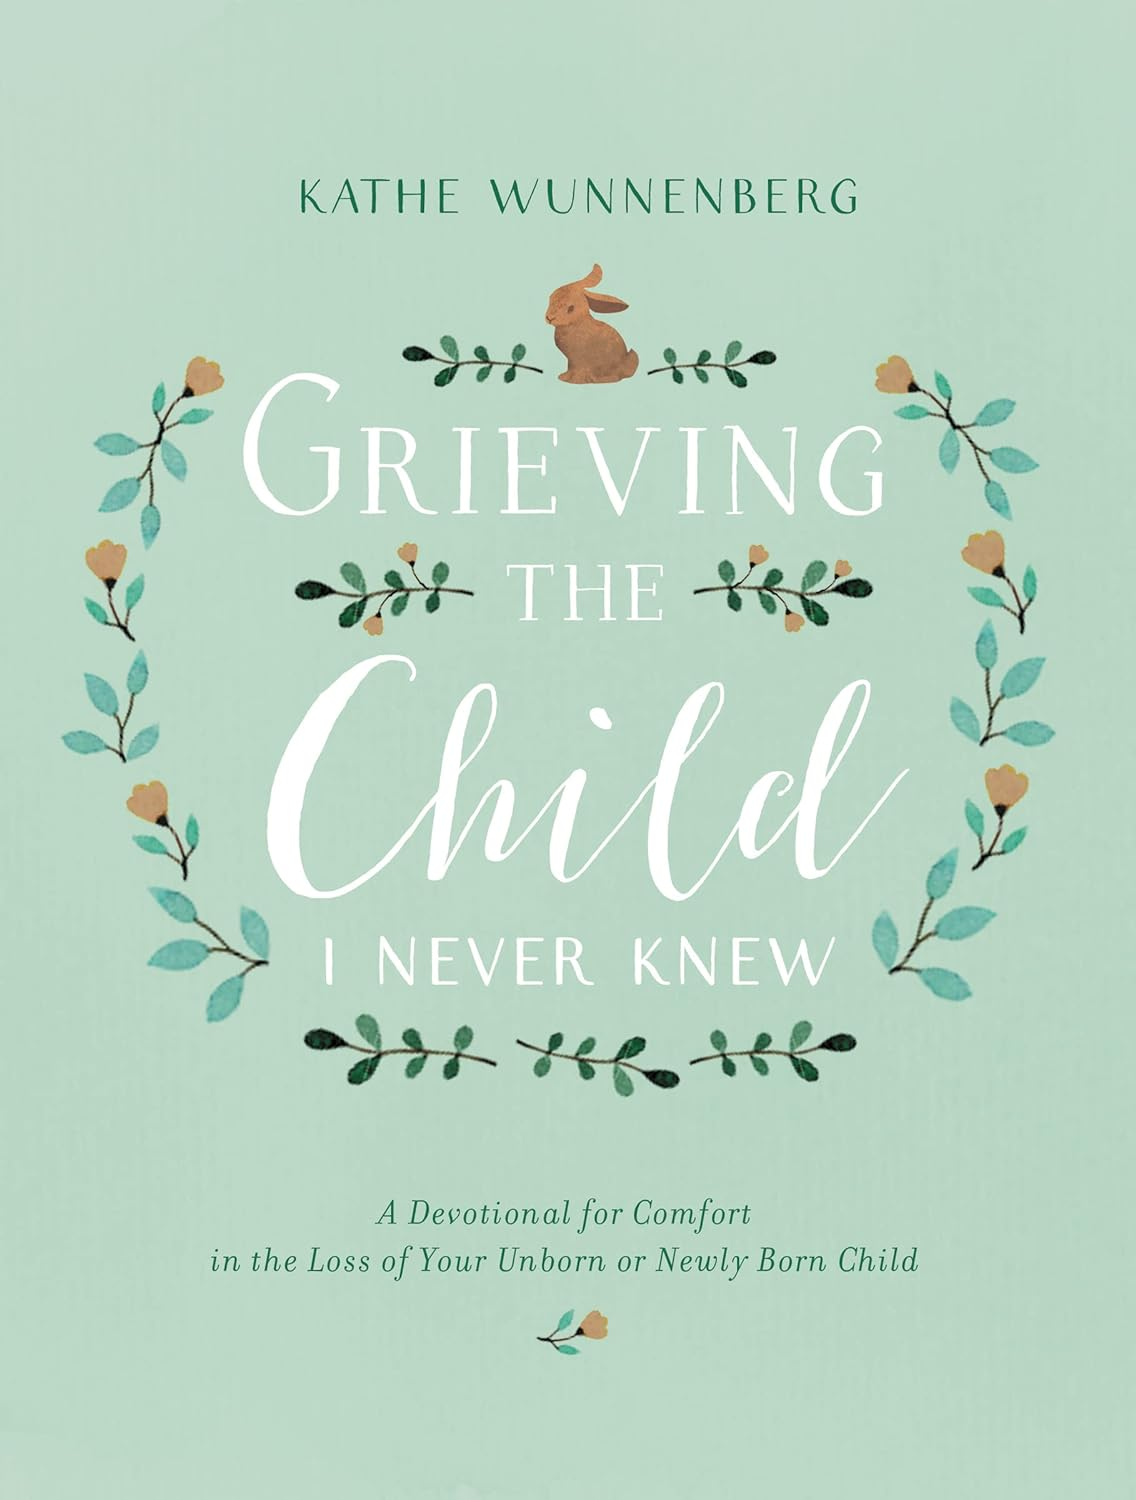 KATHE WUNNENBERG
GRIEVING
THE
Child
I NEVER KNEW
A Devotional for Comfort
in the Loss of Your Unborn or Newly Born Child